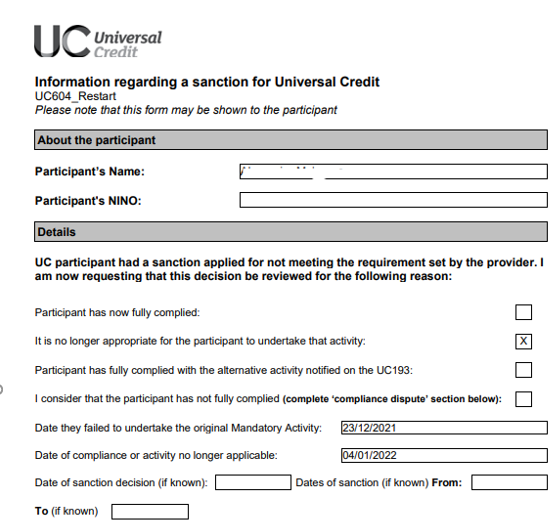 UC Universal
Credit
Information regarding a sanction for Universal Credit
UC604_Restart
Please note that this form may be shown to the participant
About the participant
Participant's Name:
Participant's NINO:
Details
UC participant had a sanction applied for not meeting the requirement set by the provider. I
am now requesting that this decision be reviewed for the following reason:
Participant has now fully complied:
It is no longer appropriate for the participant to undertake that activity: X
Participant has fully complied with the alternative activity notified on the UC193:
I consider that the participant has not fully complied (complete ‘compliance dispute’ section below):
Date they failed to undertake the original Mandatory Activity: 23/12/2021
Date of compliance or activity no longer applicable: 04/01/2022
Date of sanction decision (if known): Dates of sanction (if known) From:
To (if known)